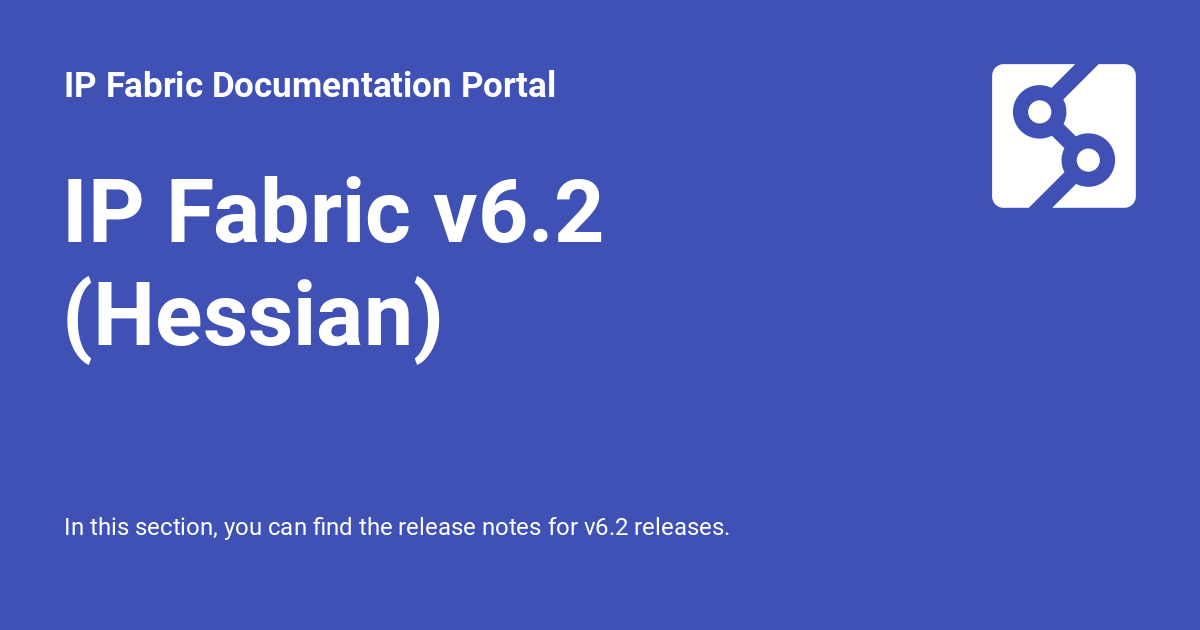 IP Fabric Documentation Portal
IP Fabric v6.2
(Hessian)
In this section, you can find the release notes for v6.2 releases.